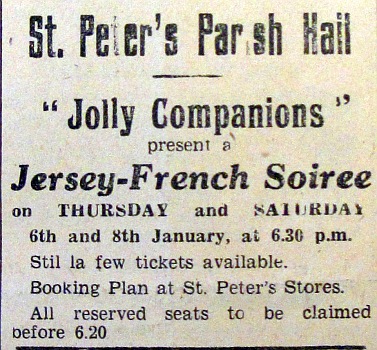 St. Peter's Parish Hall
" Jolly Companions "
present a
Jersey-French Soiree
on THURSDAY and SATURDAY
6th and 8th January, at 6.30 p.m.
Stil la few tickets available.
Booking Plan at St. Peter's Stores.
All reserved seats to be claimed
before 6.20